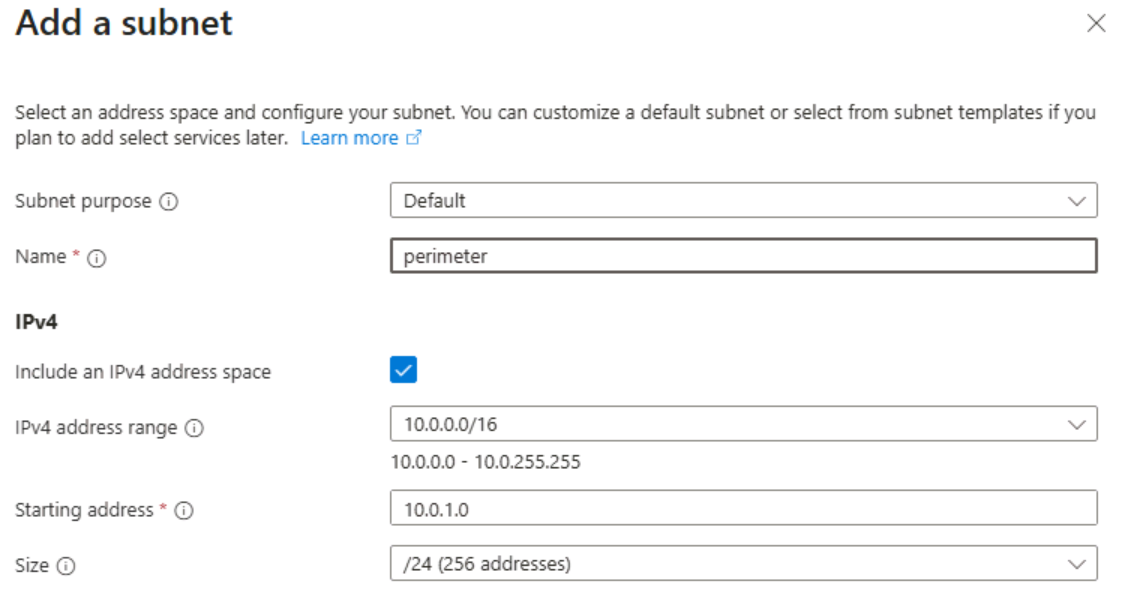 Add a subnet
Select an address space and configure your subnet. You can customize a default subnet or select from subnet templates if you
plan to add select services later. Learn more
Subnet purpose Default
Name * perimeter
IPv4
Include an IPv4 address space
IPv4 address range 10.0.0.0/16
10.0.0.0 - 10.0.255.255
Starting address * 10.0.1.0
Size /24 (256 addresses)